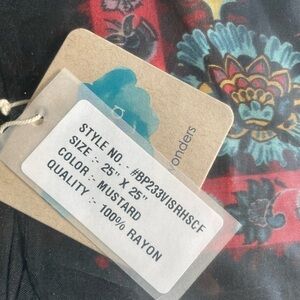 STYLE NO. - #BP233VISRHSCF
SIZE :- 25" X 25"
COLOR :- MUSTARD
QUALITY :- 100% RAYON
onders